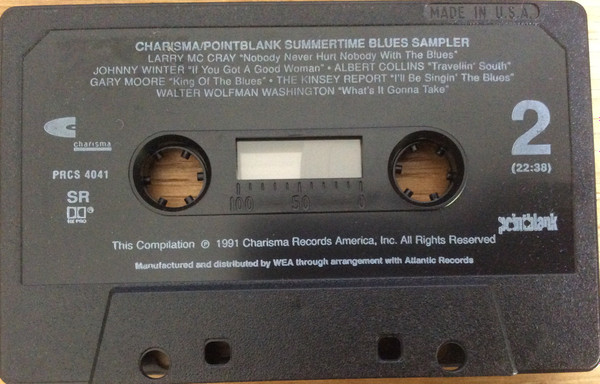 MADE IN U.S.A.
CHARISMA/POINTBLANK SUMMERTIME BLUES SAMPLER
LARRY MC CRAY "Nobody Never Hurt Nobody With The Blues"
JOHNNY WINTER "If You Got A Good Woman" • ALBERT COLLINS "Travellin' South"
GARY MOORE "King Of The Blues" • THE KINSEY REPORT "I'll Be Singin' The Blues"
WALTER WOLFMAN WASHINGTON "What's It Gonna Take"
charisma
2
PRCS 4041
(22:38)
SR
HX PRO
100 50 0
pointblank
This Compilation ℗ 1991 Charisma Records America, Inc. All Rights Reserved
Manufactured and distributed by WEA through arrangement with Atlantic Records